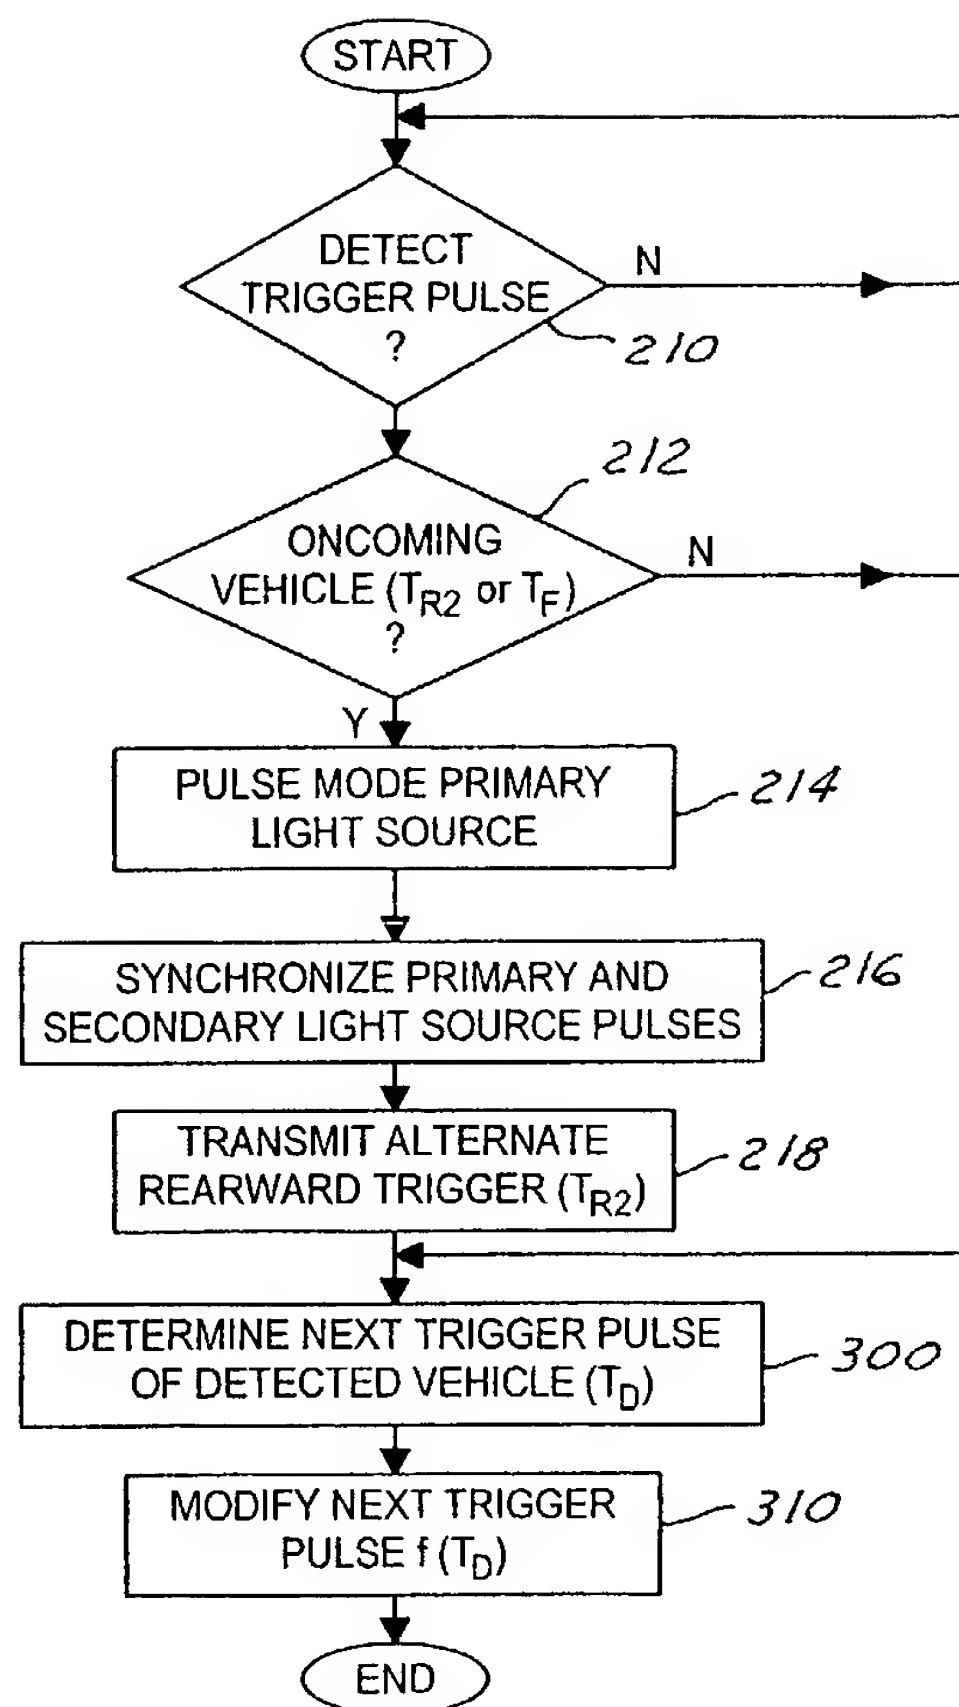 START
DETECT
TRIGGER PULSE
?
N
210
212
ONCOMING
VEHICLE (TR2 or TF)
?
N
Y
PULSE MODE PRIMARY
LIGHT SOURCE
214
SYNCHRONIZE PRIMARY AND
SECONDARY LIGHT SOURCE PULSES
216
TRANSMIT ALTERNATE
REARWARD TRIGGER (TR2)
218
DETERMINE NEXT TRIGGER PULSE
OF DETECTED VEHICLE (TD)
300
MODIFY NEXT TRIGGER
PULSE f (TD)
310
END